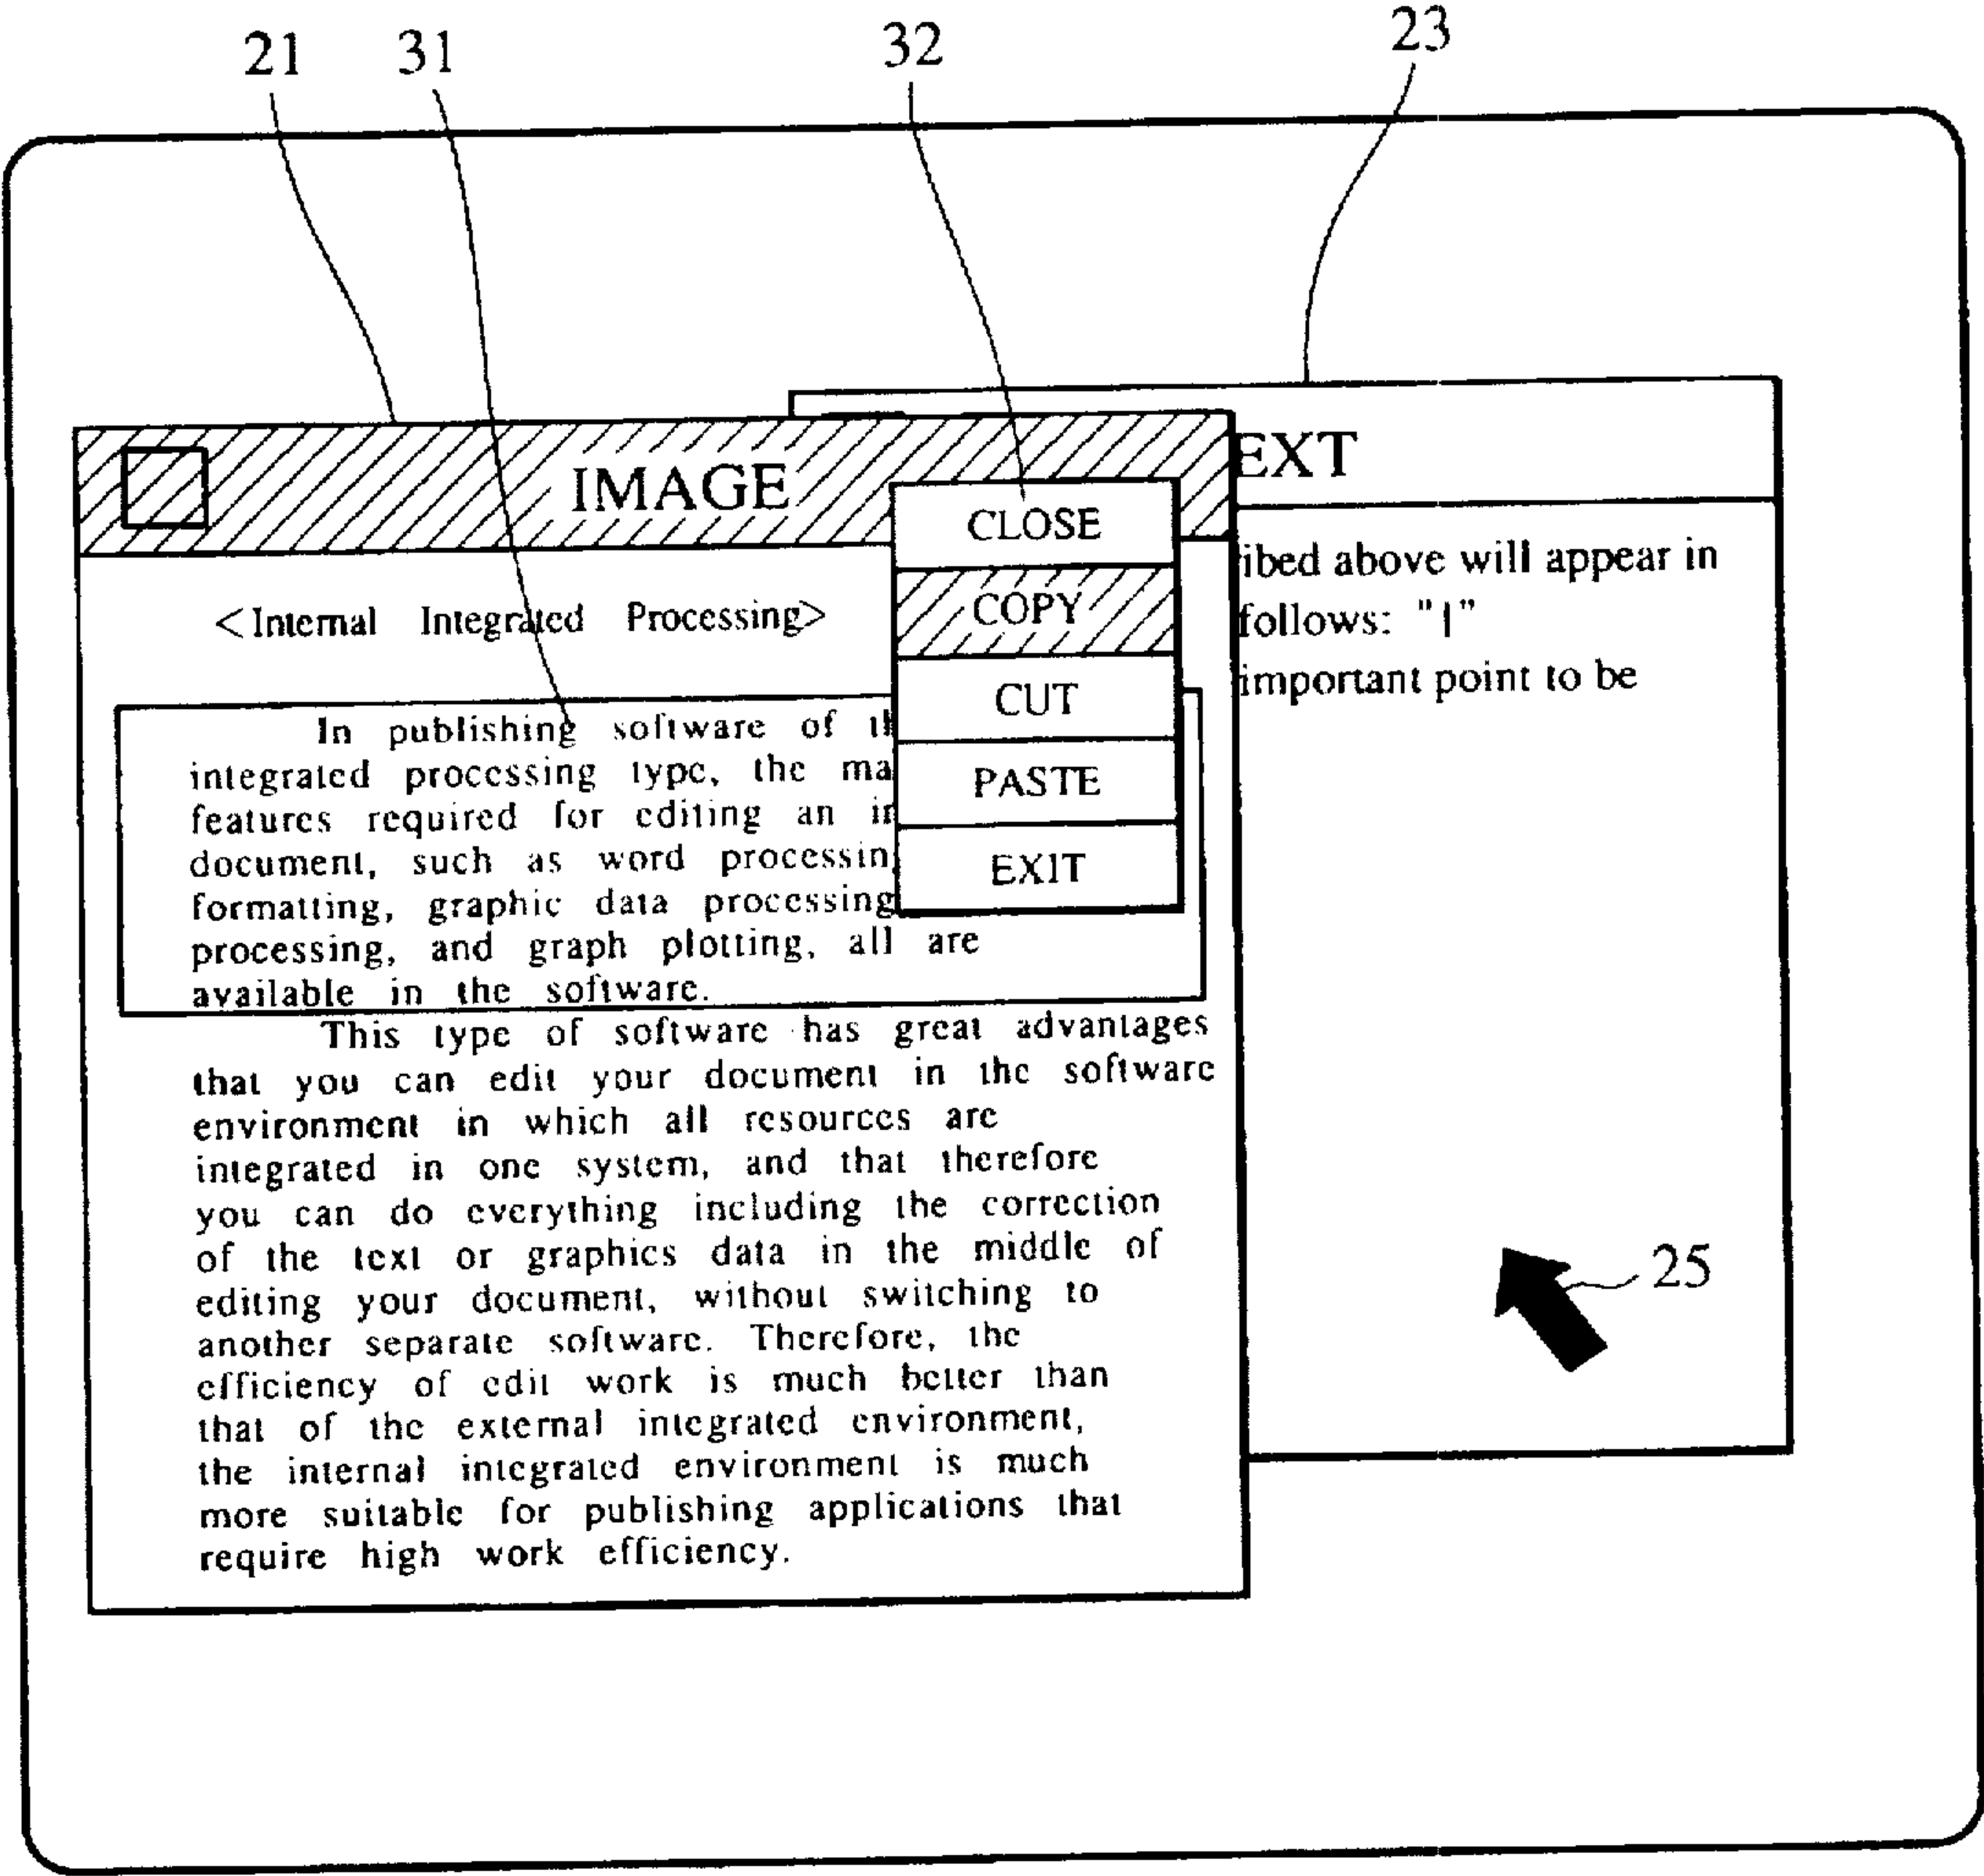 21
31
32
23
IMAGE
EXT
CLOSE
COPY
CUT
PASTE
EXIT
<Internal Integrated Processing>
In publishing software of
integrated processing type, the
features required for editing an
document, such as word
formatting, graphic data processing
processing, and graph plotting, all are
available in the software.
This type of software has great advantages
that you can edit your document in the software
environment in which all resources are
integrated in one system, and that therefore
you can do everything including the correction
of the text or graphics data in the middle of
editing your document, without switching to
another separate software. Therefore, the
efficiency of edit work is much better than
that of the external integrated environment,
the internal integrated environment is much
more suitable for publishing applications that
require high work efficiency.
ibed above will appear in
follows: "|"
important point to be
25